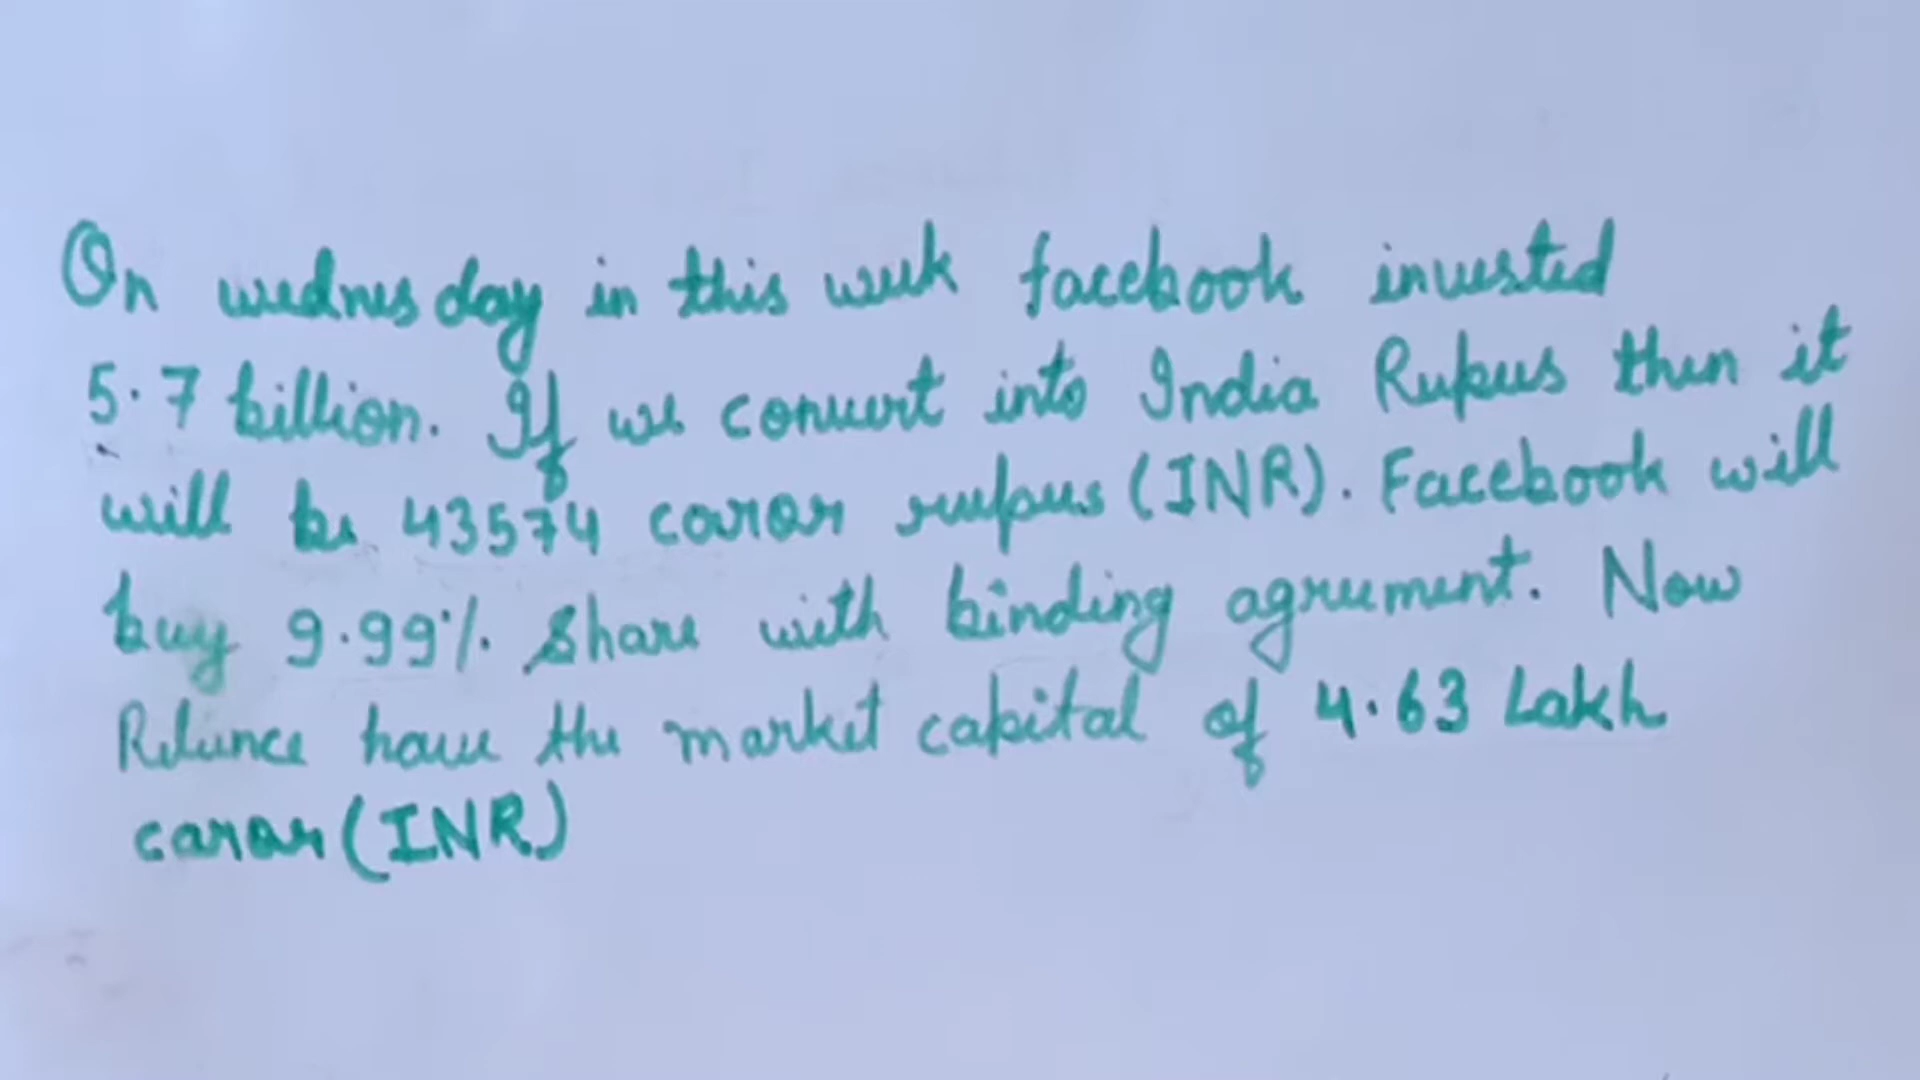 On wednesday in this week facebook invested
5.7 billion. If we convert into India Rupees then it
will be 43574 caror rupees (INR). Facebook will
buy 9.99% share with binding agreement. Now
Reliance have the market capital of 4.63 Lakh
caror (INR)